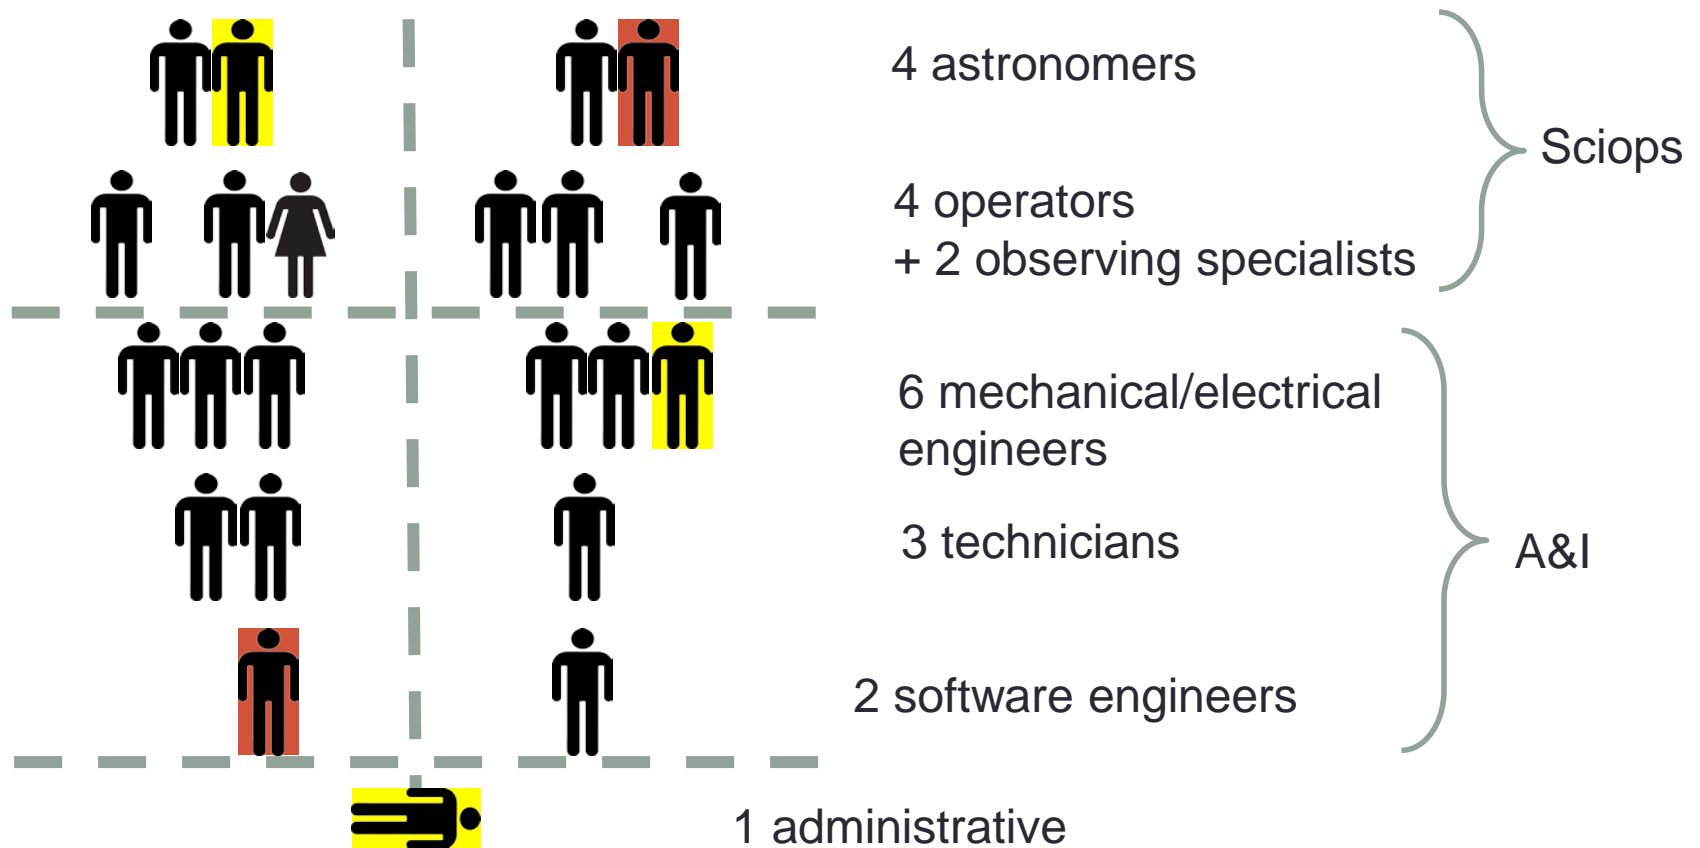 4 astronomers
Sciops
4 operators
+ 2 observing specialists
6 mechanical/electrical
engineers
3 technicians
A&I
2 software engineers
1 administrative